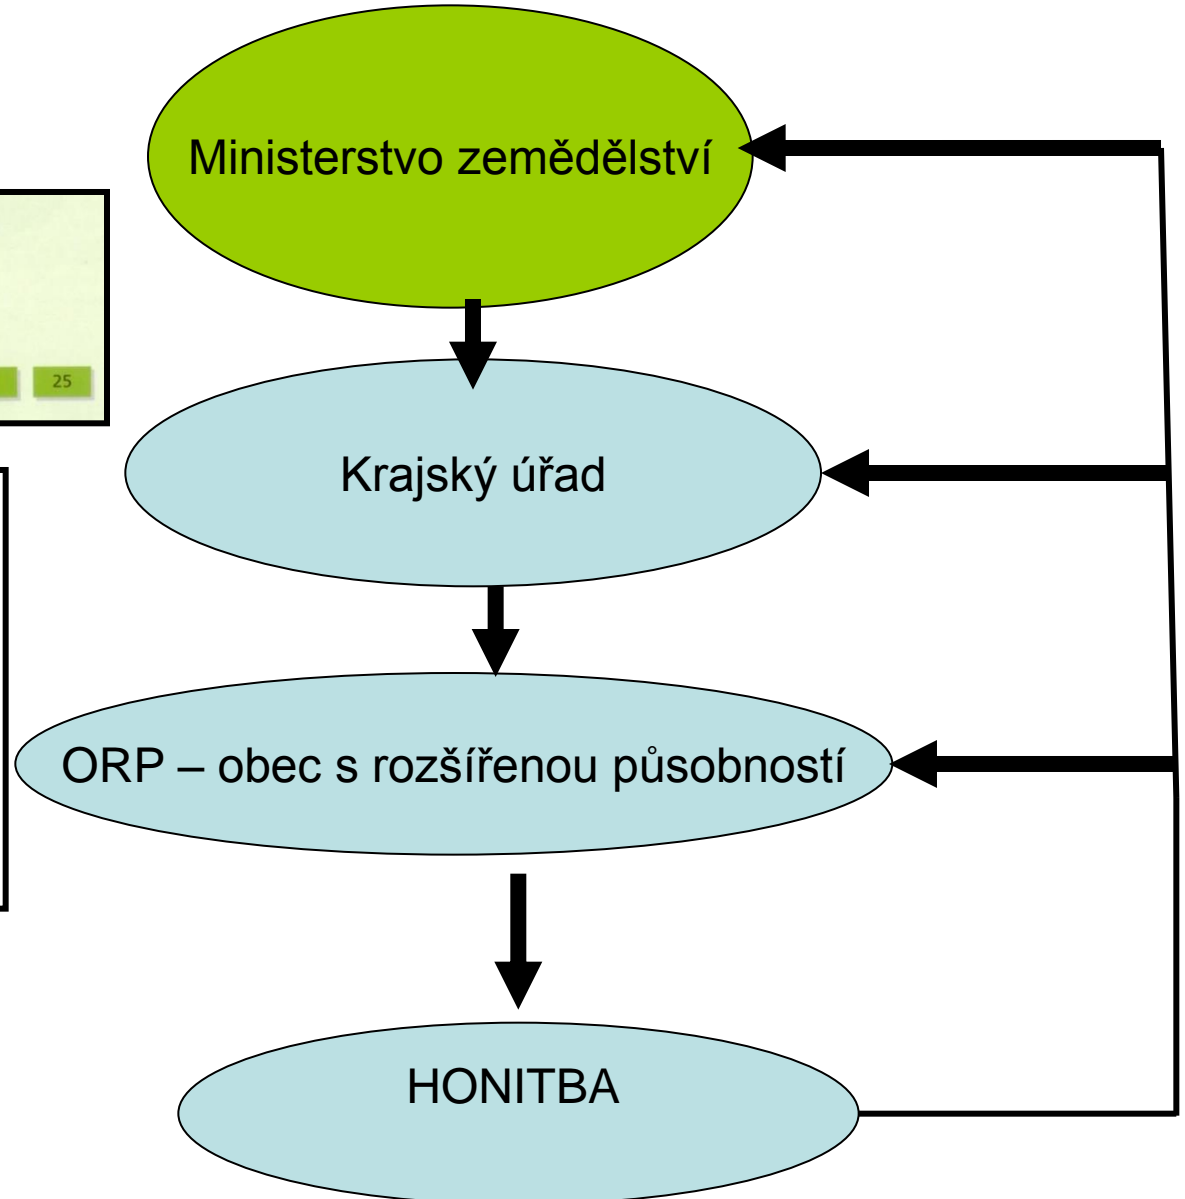 Ministerstvo zemědělství
25
Krajský úřad
ORP – obec s rozšířenou působností
HONITBA